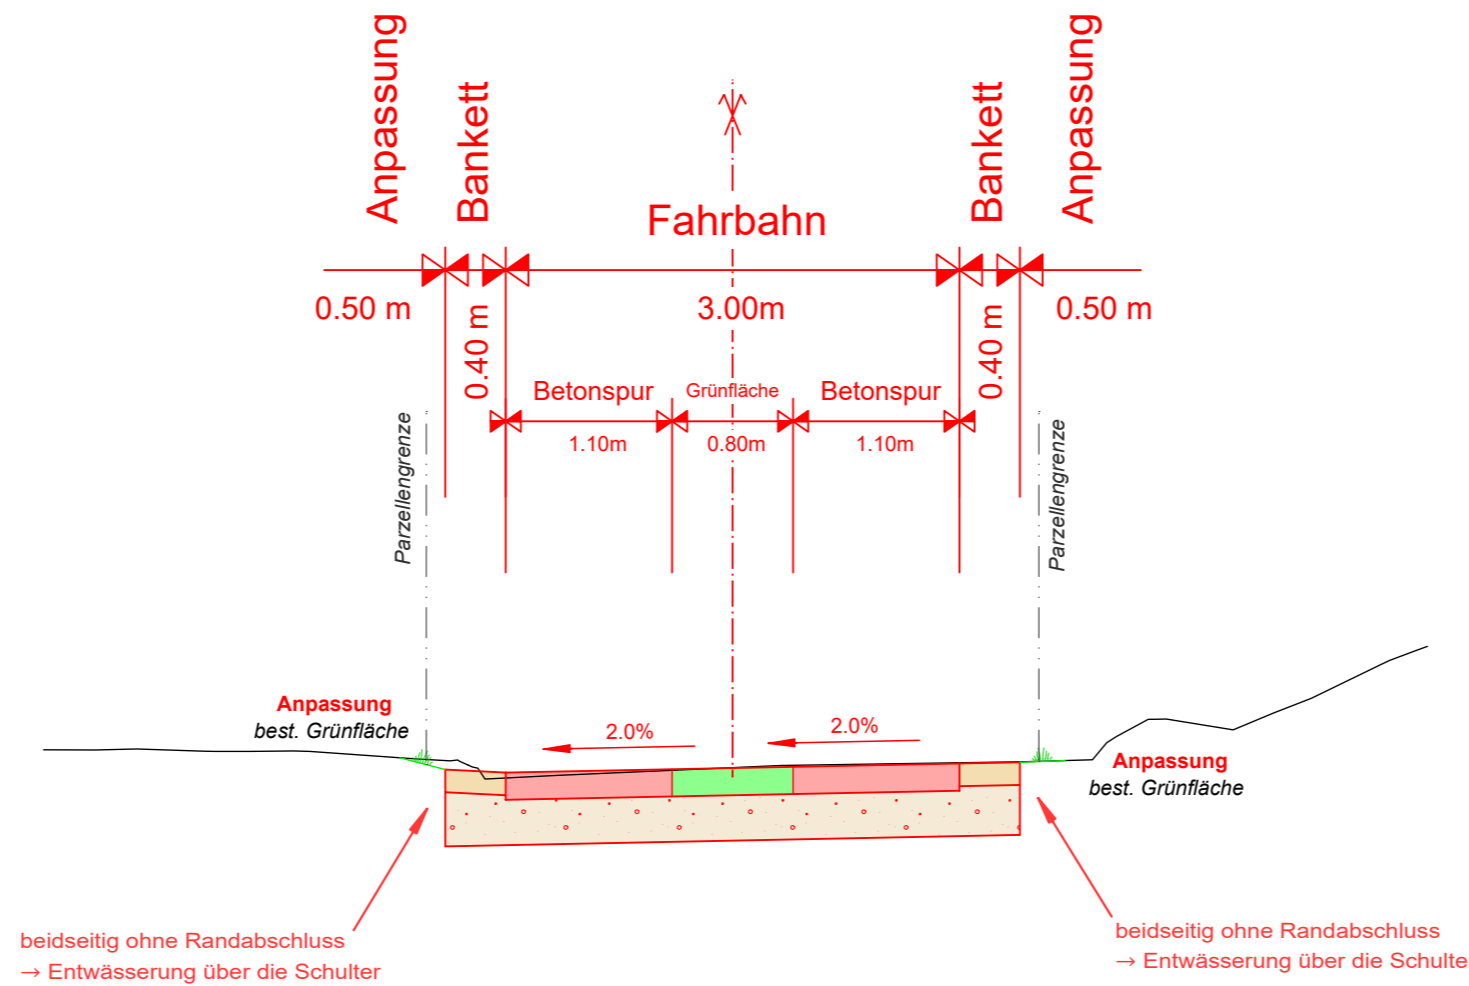 Anpassung
Bankett
Fahrbahn
Bankett
Anpassung
0.50 m
0.40 m
3.00m
0.40 m
0.50 m
Betonspur
Grünfläche
Betonspur
1.10m
0.80m
1.10m
Parzellengrenze
Parzellengrenze
Anpassung
best. Grünfläche
2.0%
2.0%
Anpassung
best. Grünfläche
beidseitig ohne Randabschluss
→ Entwässerung über die Schulter
beidseitig ohne Randabschluss
→ Entwässerung über die Schulte